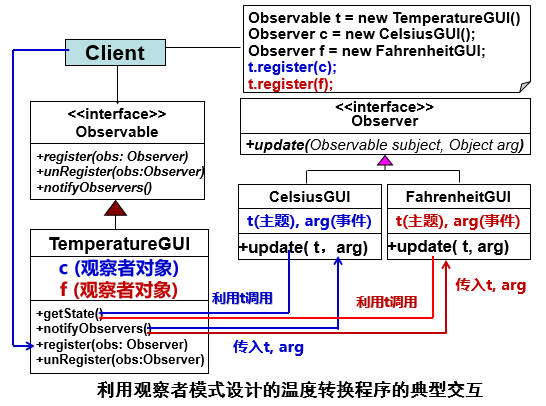 Client
Observable t = new TemperatureGUI()
Observer c = new CelsiusGUI();
Observer f = new FahrenheitGUI;
t.register(c);
t.register(f);
<<interface>>
Observable
+register(obs: Observer)
+unRegister(obs:Observer)
+notifyObservers()
<<interface>>
Observer
+update(Observable subject, Object arg)
CelsiusGUI
t(主题), arg(事件)
+update( t, arg)
FahrenheitGUI
t(主题), arg(事件)
+update( t, arg)
TemperatureGUI
c (观察者对象)
f (观察者对象)
+getState()
+notifyObservers()
+register(obs: Observer)
+unRegister(obs:Observer)
利用t调用
利用t调用
传入t, arg
传入t, arg
利用观察者模式设计的温度转换程序的典型交互